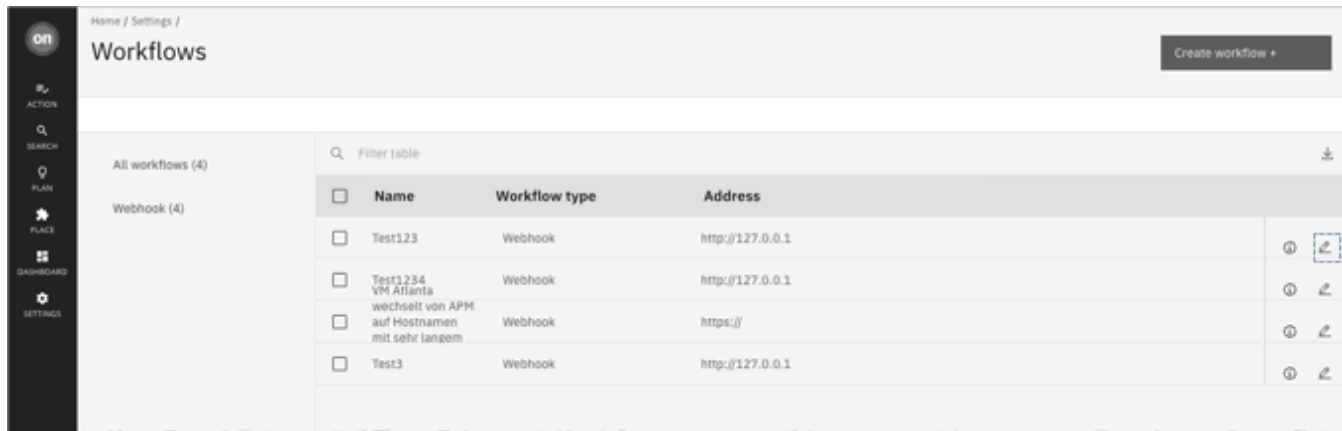 on
Home / Settings /
Workflows
Create workflow +
ACTION
SEARCH
PLAN
PLACE
DASHBOARD
SETTINGS
All workflows (4)
Webhook (4)
Filter table
Name Workflow type Address
Test123 Webhook http://127.0.0.1
Test1234 Webhook http://127.0.0.1
VM Atlanta
wechselt von APM
auf Hostnamen Webhook https://
mit sehr langem
Test3 Webhook http://127.0.0.1